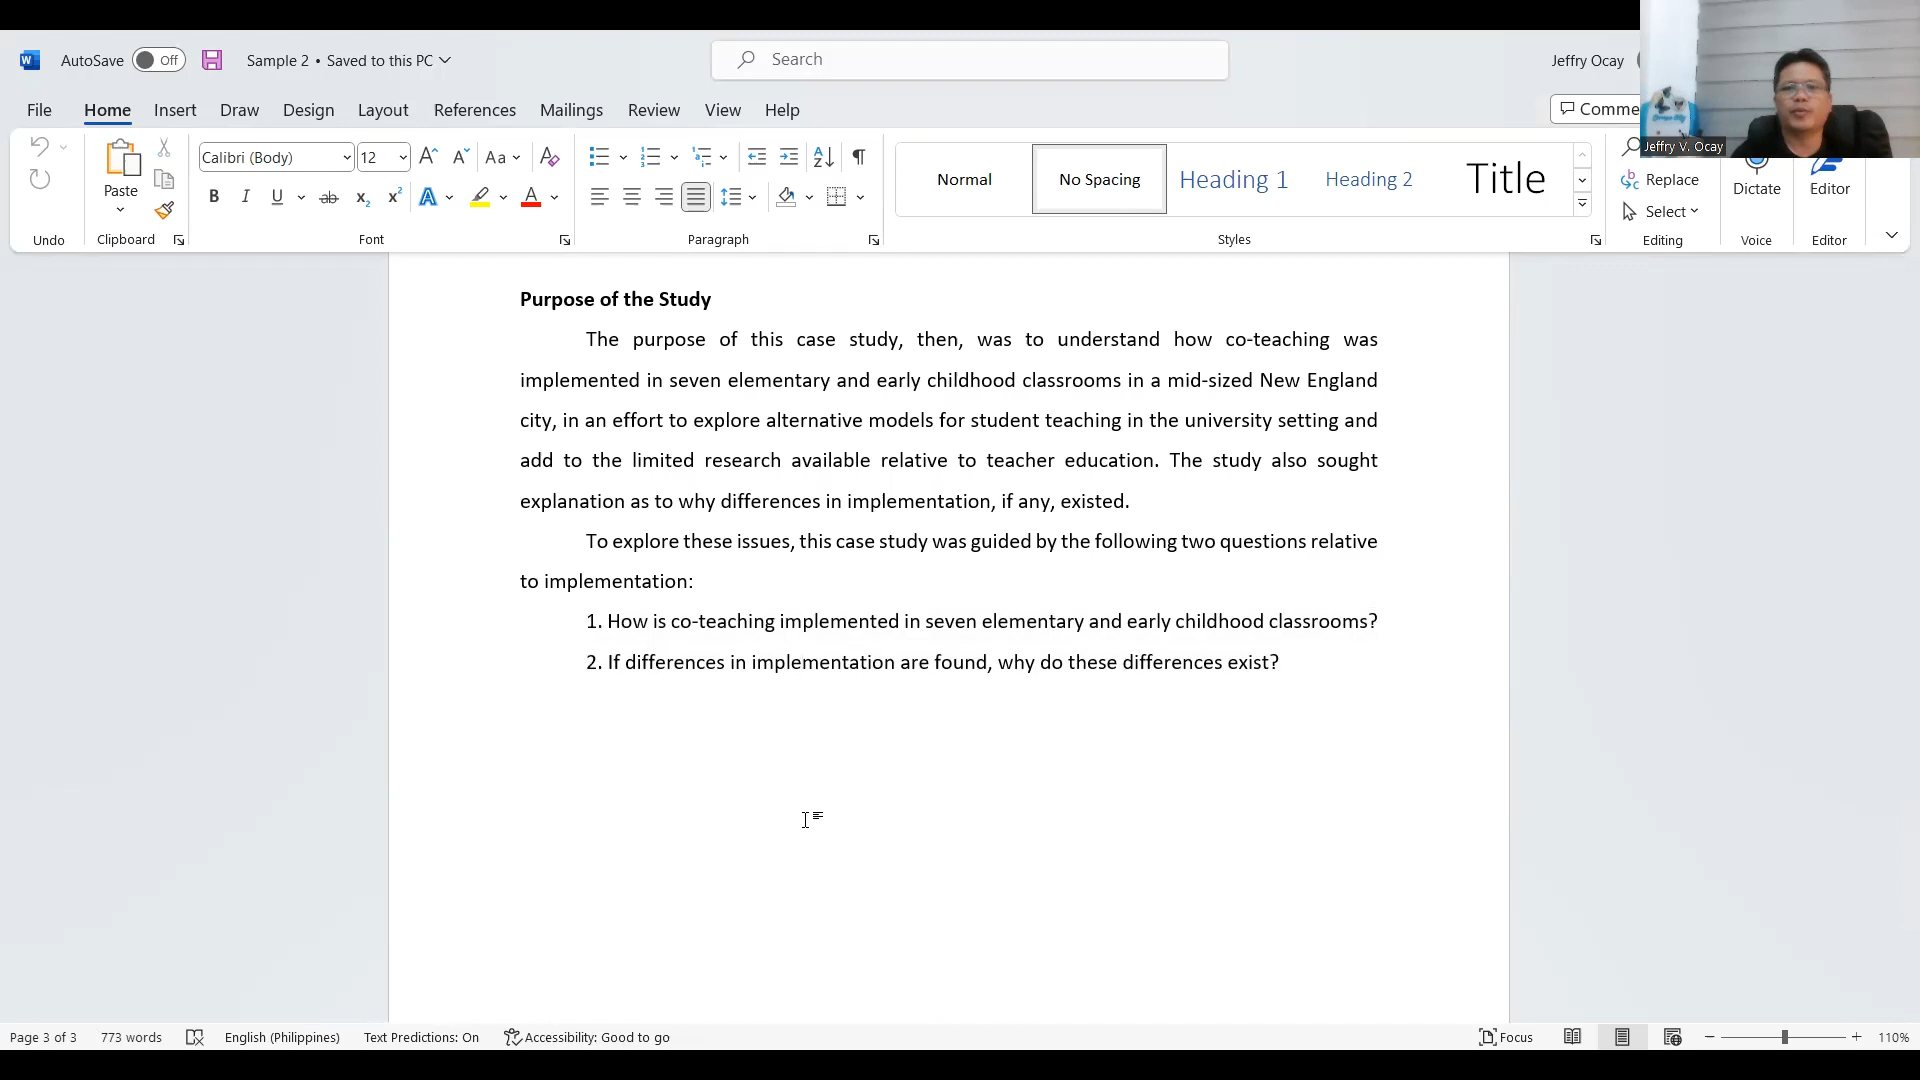 AutoSave Off Sample 2 • Saved to this PC Search Jeffry Ocay
File Home Insert Draw Design Layout References Mailings Review View Help Comme
Jeffry V. Ocay
Calibri (Body) 12 Aa
Normal No Spacing Heading 1 Heading 2 Title
Paste
Replace
Select
Dictate
Editor
Undo Clipboard Font Paragraph Styles Editing Voice Editor
Purpose of the Study
The purpose of this case study, then, was to understand how co-teaching was
implemented in seven elementary and early childhood classrooms in a mid-sized New England
city, in an effort to explore alternative models for student teaching in the university setting and
add to the limited research available relative to teacher education. The study also sought
explanation as to why differences in implementation, if any, existed.
To explore these issues, this case study was guided by the following two questions relative
to implementation:
1. How is co-teaching implemented in seven elementary and early childhood classrooms?
2. If differences in implementation are found, why do these differences exist?
Page 3 of 3 773 words English (Philippines) Text Predictions: On Accessibility: Good to go Focus 110%